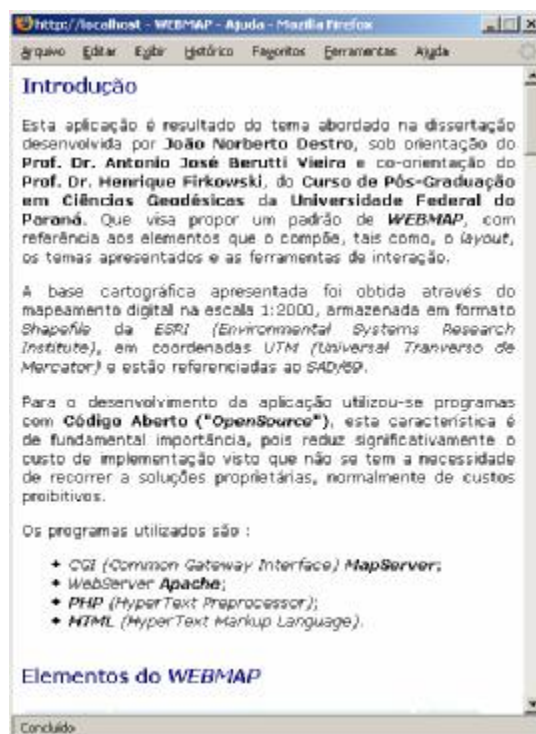 http://localhost - WEBMAP - Ajuda - Mozilla Firefox
Arquivo Editar Exibir Histórico Favoritos Ferramentas Ajuda
Introdução
Esta aplicação é resultado do tema abordado na dissertação
desenvolvida por João Norberto Destro, sob orientação do
Prof. Dr. Antonio José Berutti Vieira e co-orientação do
Prof. Dr. Henrique Firkowski, do Curso de Pós-Graduação
em Ciências Geodésicas da Universidade Federal do
Paraná. Que visa propor um padrão de WEBMAP, com
referência aos elementos que o compõe, tais como, o layout,
os temas apresentados e as ferramentas de interação.
A base cartográfica apresentada foi obtida através do
mapeamento digital na escala 1:2000, armazenada em formato
Shapefile da ESRI (Environmental Systems Research
Institute), em coordenadas UTM (Universal Tranverso de
Mercator) e estão referenciadas ao SAD/69.
Para o desenvolvimento da aplicação utilizou-se programas
com Código Aberto ("OpenSource"), esta característica é
de fundamental importância, pois reduz significativamente o
custo de implementação visto que não se tem a necessidade
de recorrer a soluções proprietárias, normalmente de custos
proibitivos.
Os programas utilizados são :
CGI (Common Gateway Interface) MapServer;
WebServer Apache;
PHP (HyperText Preprocessor);
HTML (HyperText Markup Language).
Elementos do WEBMAP
Concluído